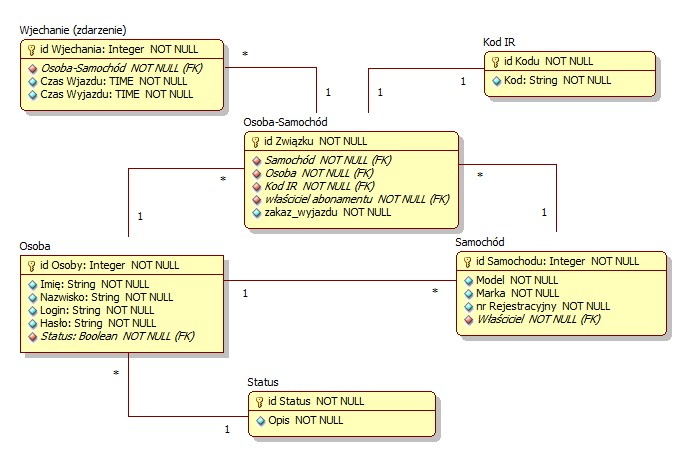 Wjechanie (zdarzenie)
id Wjechania: Integer NOT NULL
Osoba-Samochód NOT NULL (FK)
Czas Wjazdu: TIME NOT NULL
Czas Wyjazdu: TIME NOT NULL
*
1
Kod IR
id Kodu NOT NULL
Kod: String NOT NULL
1
1
Osoba-Samochód
id Związku NOT NULL
Samochód NOT NULL (FK)
Osoba NOT NULL (FK)
Kod IR NOT NULL (FK)
właściciel abonamentu NOT NULL (FK)
zakaz_wyjazdu NOT NULL
*
1
*
1
Osoba
id Osoby: Integer NOT NULL
Imię: String NOT NULL
Nazwisko: String NOT NULL
Login: String NOT NULL
Hasło: String NOT NULL
Status: Boolean NOT NULL (FK)
1
*
Samochód
id Samochodu: Integer NOT NULL
Model NOT NULL
Marka NOT NULL
nr Rejestracyjny NOT NULL
Właściciel NOT NULL (FK)
*
1
Status
id Status NOT NULL
Opis NOT NULL